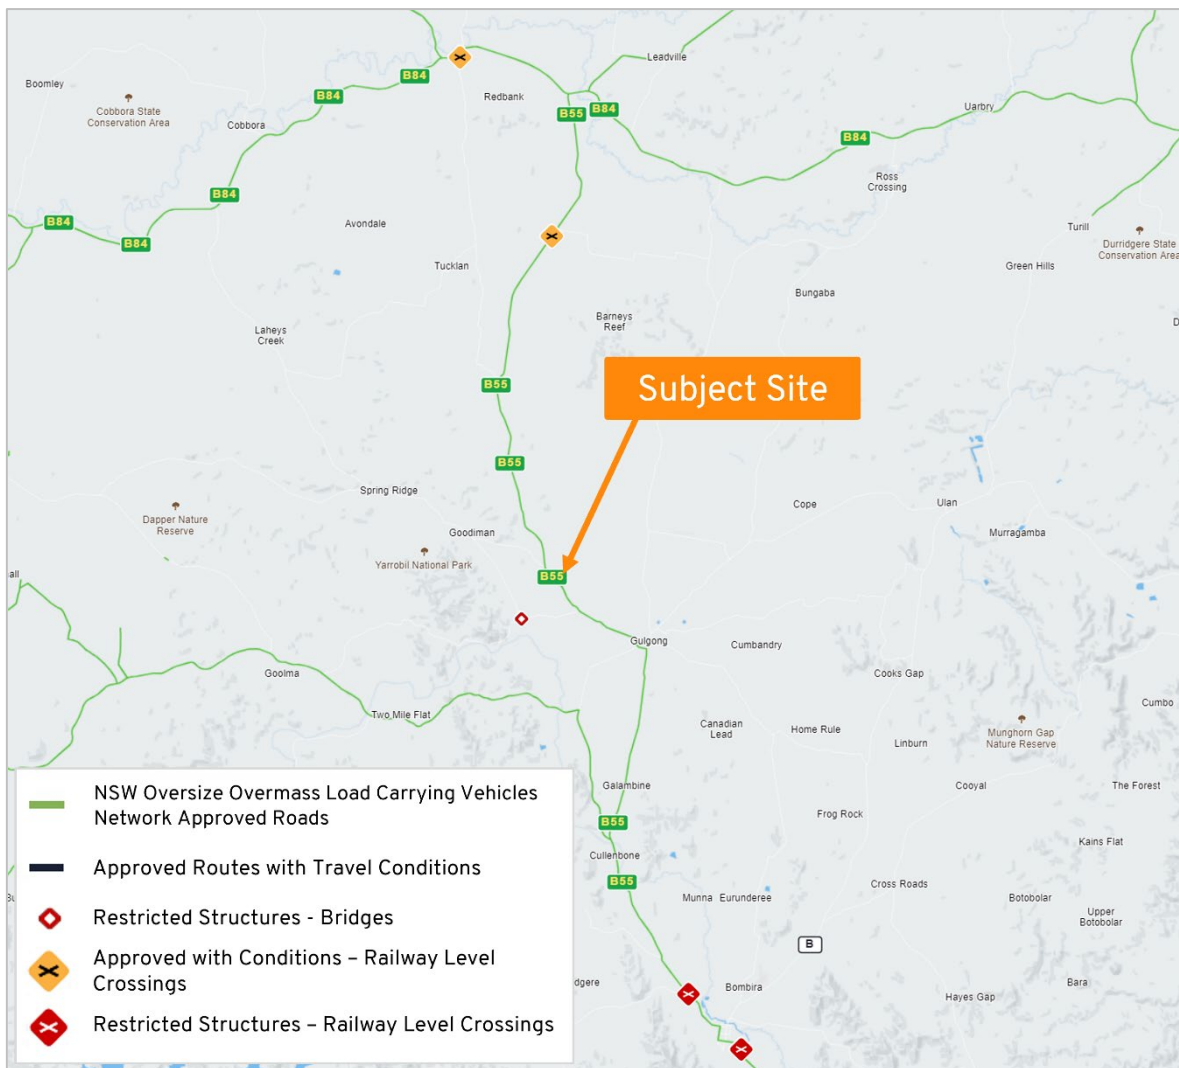 Leadville
Boomley
B84
B84
Redbank
Cobbora State
Conservation Area
B55
B84
Uarbry
Cobbora
B84
Ross
Crossing
B84
B84
B84
Avondale
Turill
Durridgere State
Conservation Area
Tucklan
Green Hills
Bungaba
Barneys
Reef
D
Laheys
Creek
B55
Subject Site
B55
Spring Ridge
Cope
Ulan
Dapper Nature
Reserve
Goodiman
Murragamba
Yarrobil National Park
all
B55
Gulgong
Cumbandry
Goolma
Cooks Gap
Two Mile Flat
Canadian
Lead
Home Rule
Munghorn Gap
Nature Reserve
Cumbo
Linburn
Galambine
Cooyal
The Forest
NSW Oversize Overmass Load Carrying Vehicles
Network Approved Roads
B55
Frog Rock
Kains Flat
Cullenbone
Approved Routes with Travel Conditions
B55
Cross Roads
Munna
Eurunderee
Botobolar
Upper
Botobolar
Restricted Structures - Bridges
B
Approved with Conditions – Railway Level
Crossings
dgere
Bombira
Bara
Hayes Gap
Restricted Structures – Railway Level Crossings